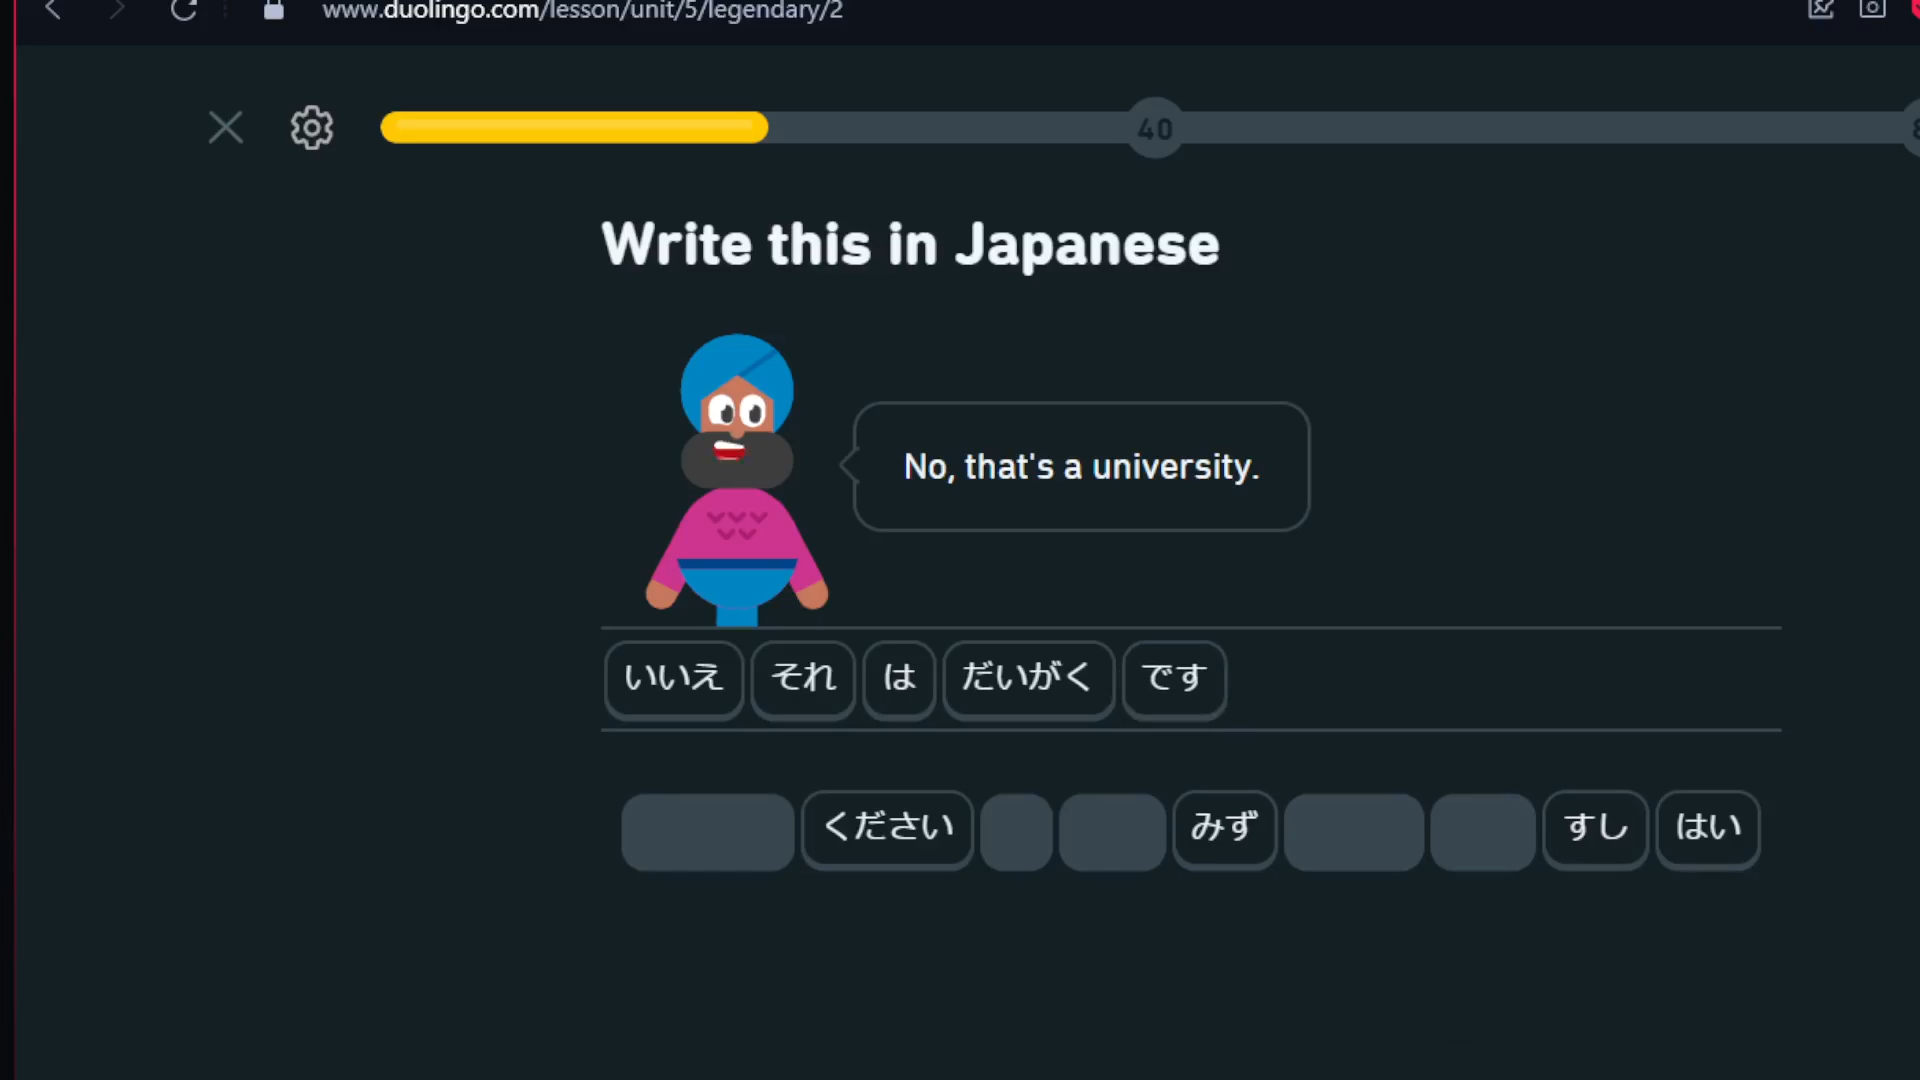 www.duolingo.com/lesson/unit/5/legendary/2
40
Write this in Japanese
No, that's a university.
いいえ それ は だいがく です
ください みず すし はい